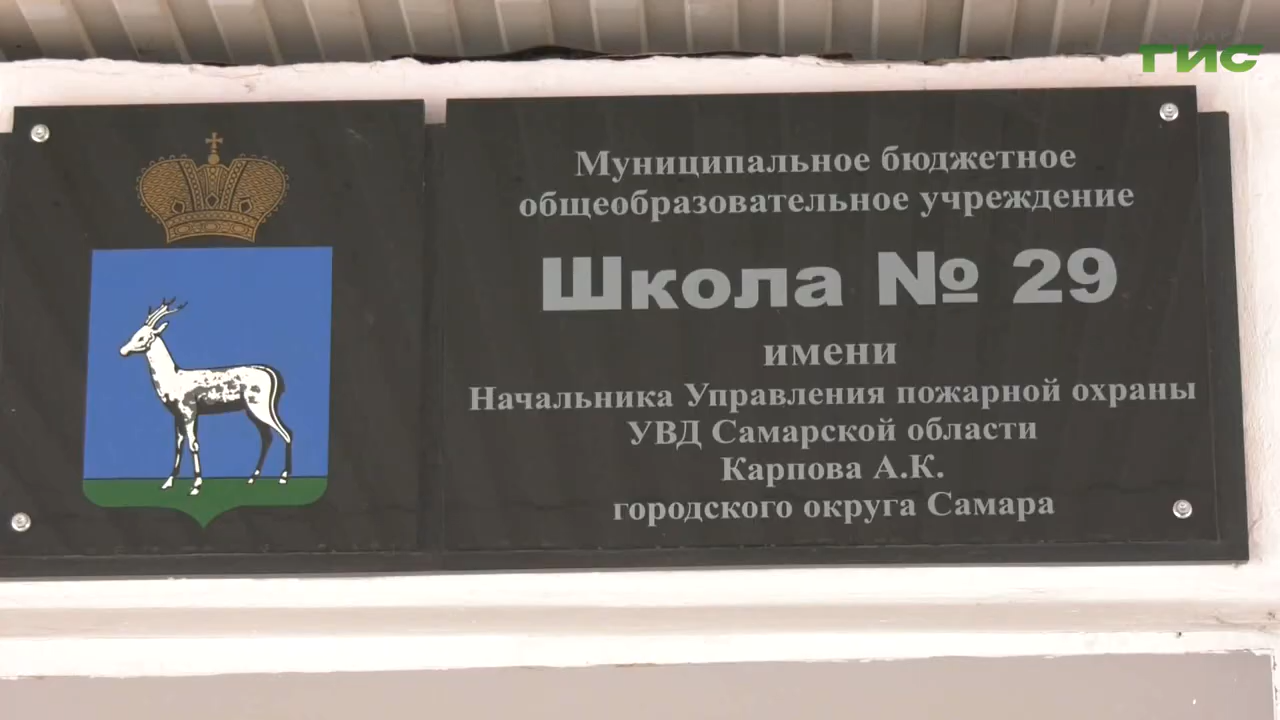 ГИС
Муниципальное бюджетное
общеобразовательное учреждение
Школа № 29
имени
Начальника Управления пожарной охраны
УВД Самарской области
Карпова А.К.
городского округа Самара